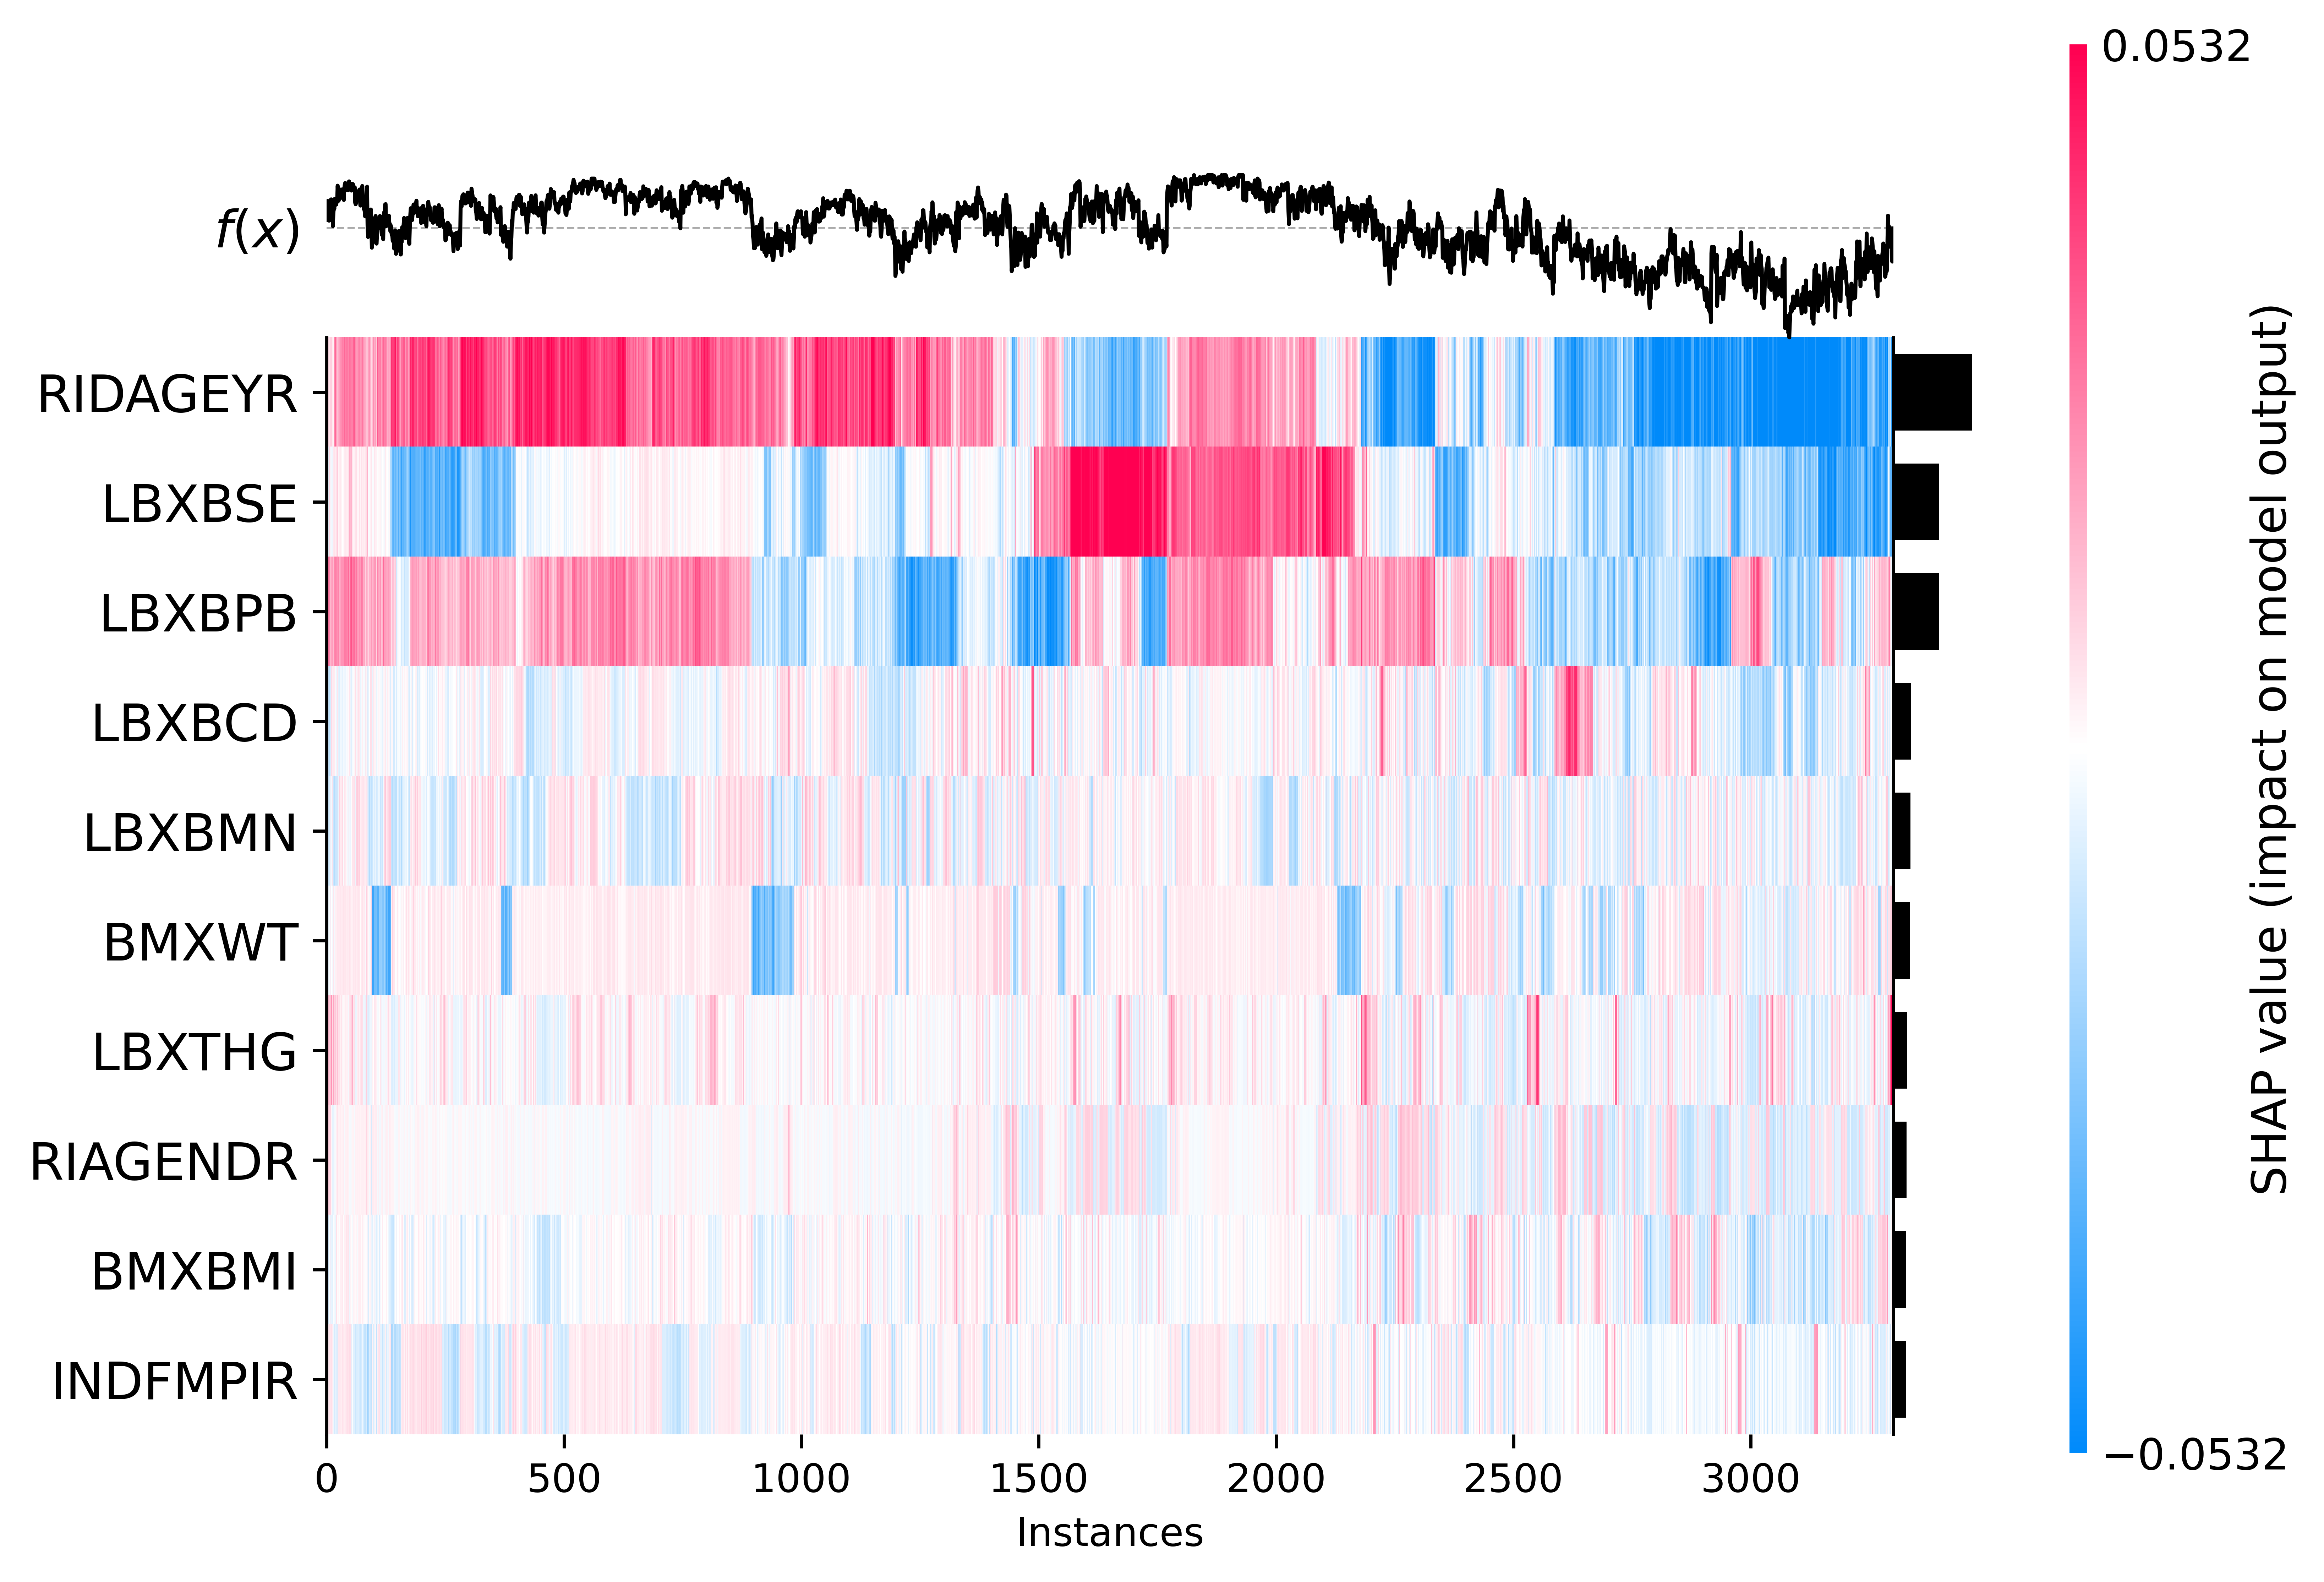 0.0532
f(x)
RIDAGEYR
LBXBSE
LBXBPB
LBXBCD
LBXBMN
BMXWT
LBXTHG
RIAGENDR
BMXBMI
INDFMPIR
0 500 1000 1500 2000 2500 3000
Instances
SHAP value (impact on model output)
−0.0532